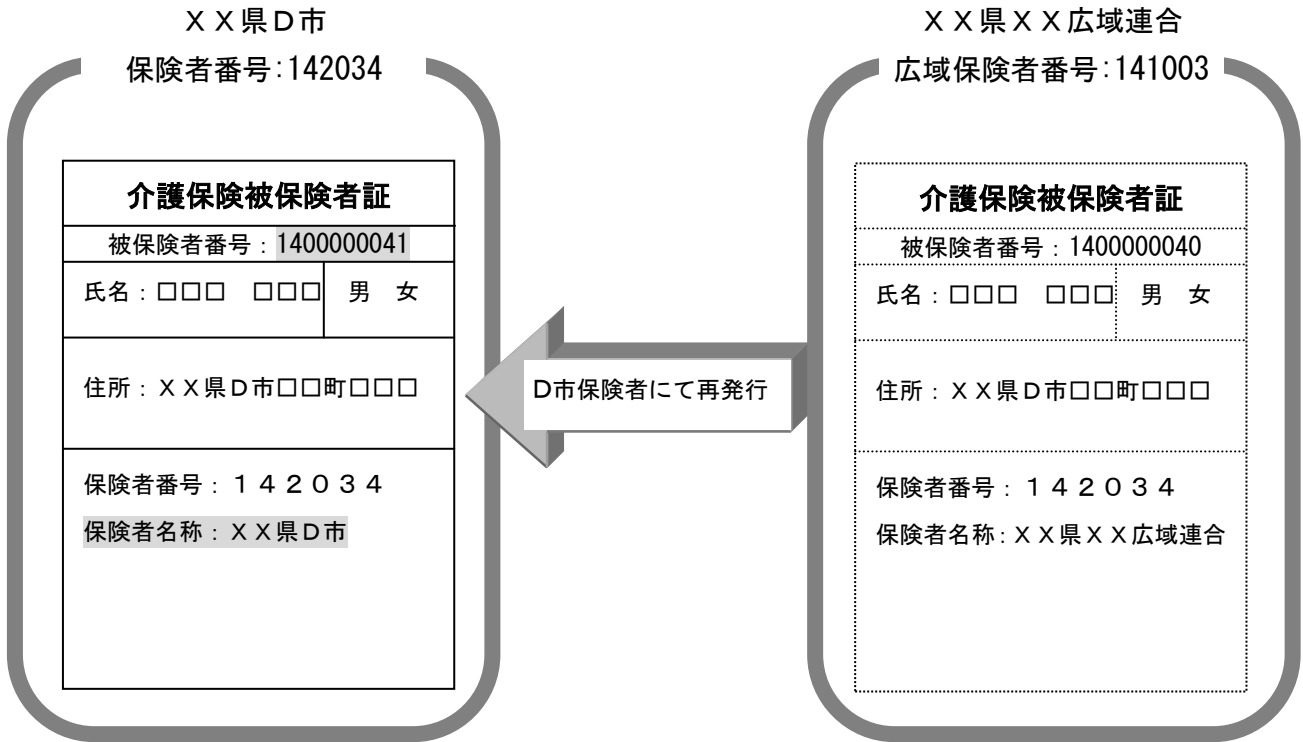 ＸＸ県Ｄ市
保険者番号:142034
介護保険被保険者証
被保険者番号：1400000041
氏名：□□□　□□□　男　女
住所：ＸＸ県Ｄ市□□町□□□
保険者番号：１４２０３４
保険者名称：ＸＸ県Ｄ市
D市保険者にて再発行
ＸＸ県ＸＸ広域連合
広域保険者番号:141003
介護保険被保険者証
被保険者番号：1400000040
氏名：□□□　□□□　男　女
住所：ＸＸ県Ｄ市□□町□□□
保険者番号：１４２０３４
保険者名称：ＸＸ県ＸＸ広域連合